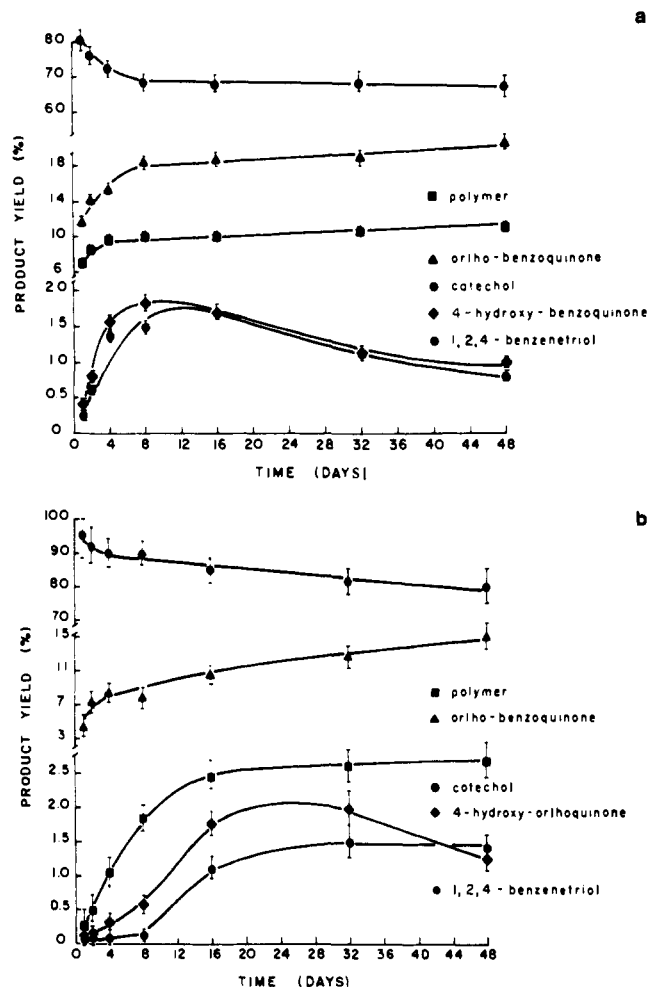 a
80
70
60
18
14
10
6
2.0
1.5
1.0
0.5
0
PRODUCT YIELD (%)
■ polymer
▲ ortho-benzoquinone
● catechol
◆ 4-hydroxy-benzoquinone
● 1,2,4-benzenetriol
0 4 8 12 16 20 24 28 32 36 40 44 48
TIME (DAYS)
b
100
90
80
70
15
11
7
3
2.5
2.0
1.5
1.0
0.5
0
PRODUCT YIELD (%)
■ polymer
▲ ortho-benzoquinone
● catechol
◆ 4-hydroxy-orthoquinone
● 1,2,4-benzenetriol
0 4 8 12 16 20 24 28 32 36 40 44 48
TIME (DAYS)